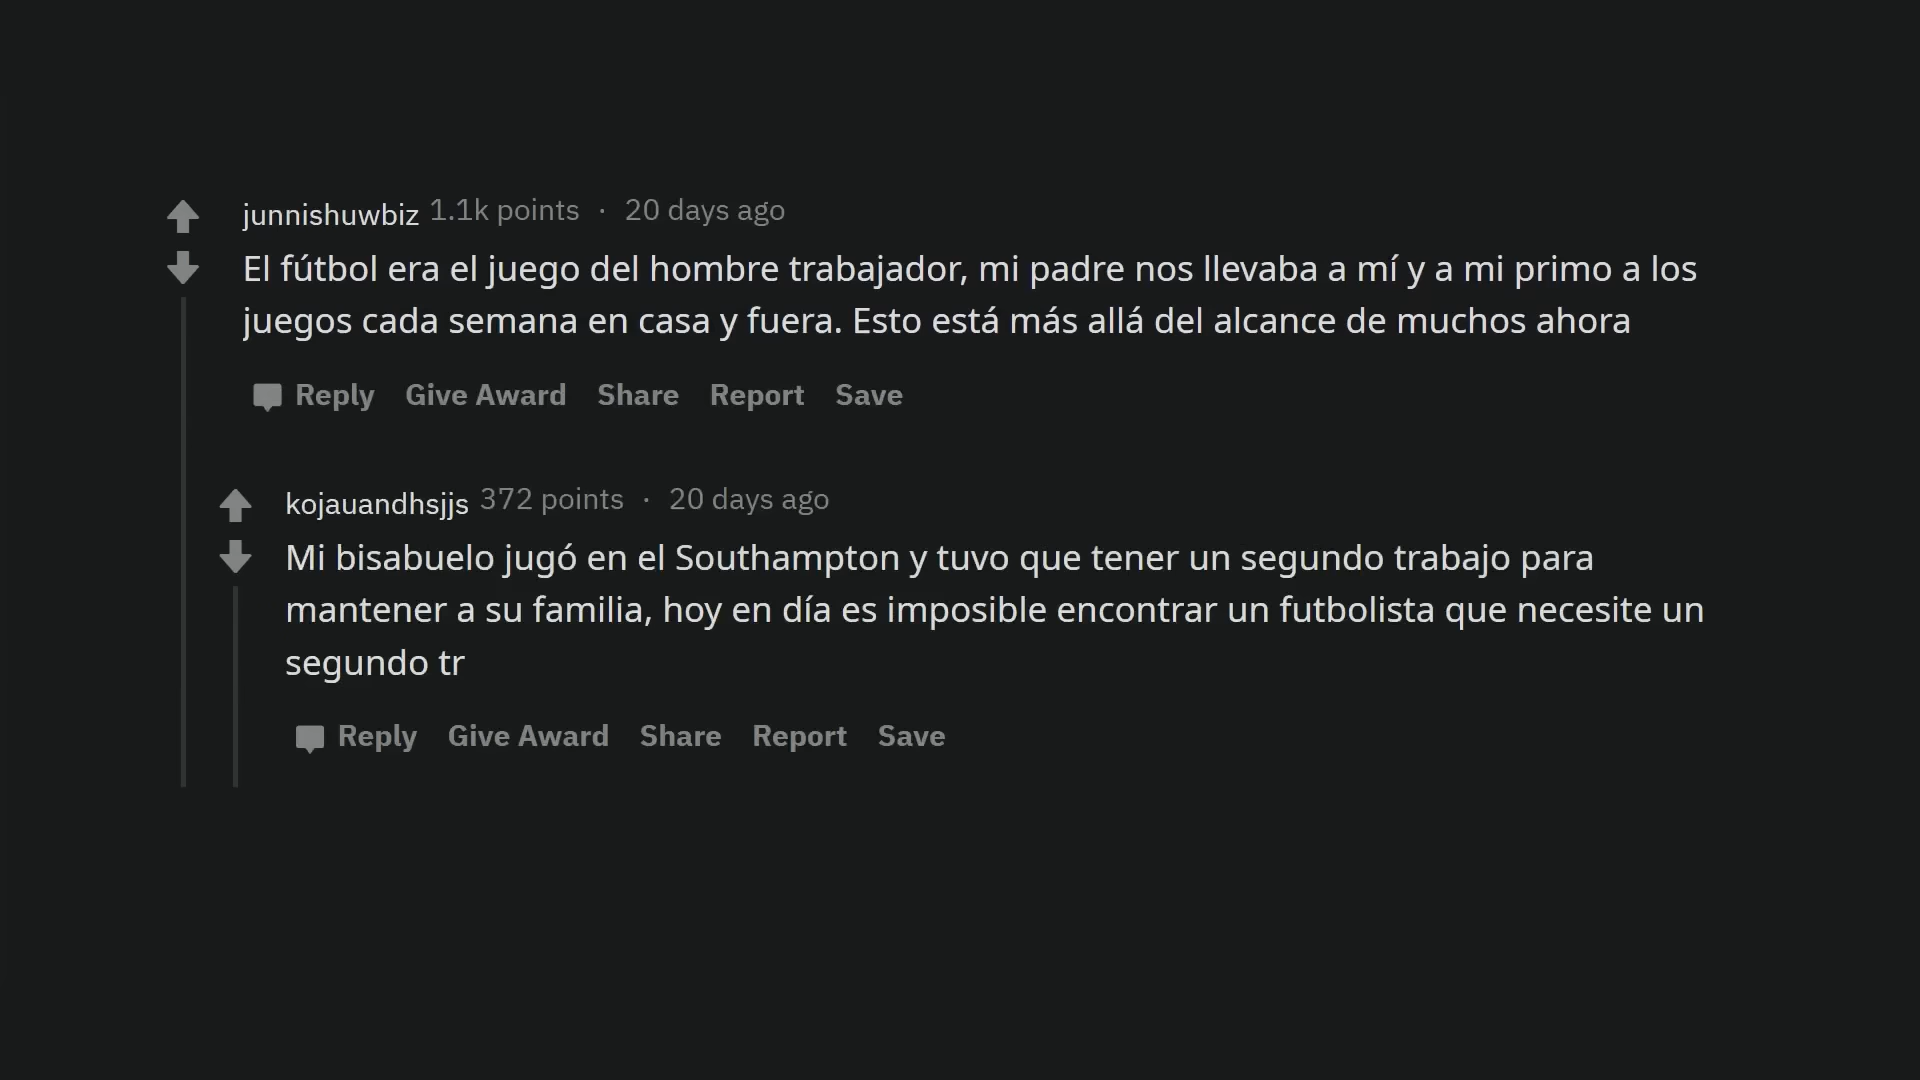 junnishuwbiz 1.1k points · 20 days ago
El fútbol era el juego del hombre trabajador, mi padre nos llevaba a mí y a mi primo a los
juegos cada semana en casa y fuera. Esto está más allá del alcance de muchos ahora
Reply Give Award Share Report Save
kojauandhsjjs 372 points · 20 days ago
Mi bisabuelo jugó en el Southampton y tuvo que tener un segundo trabajo para
mantener a su familia, hoy en día es imposible encontrar un futbolista que necesite un
segundo tr
Reply Give Award Share Report Save